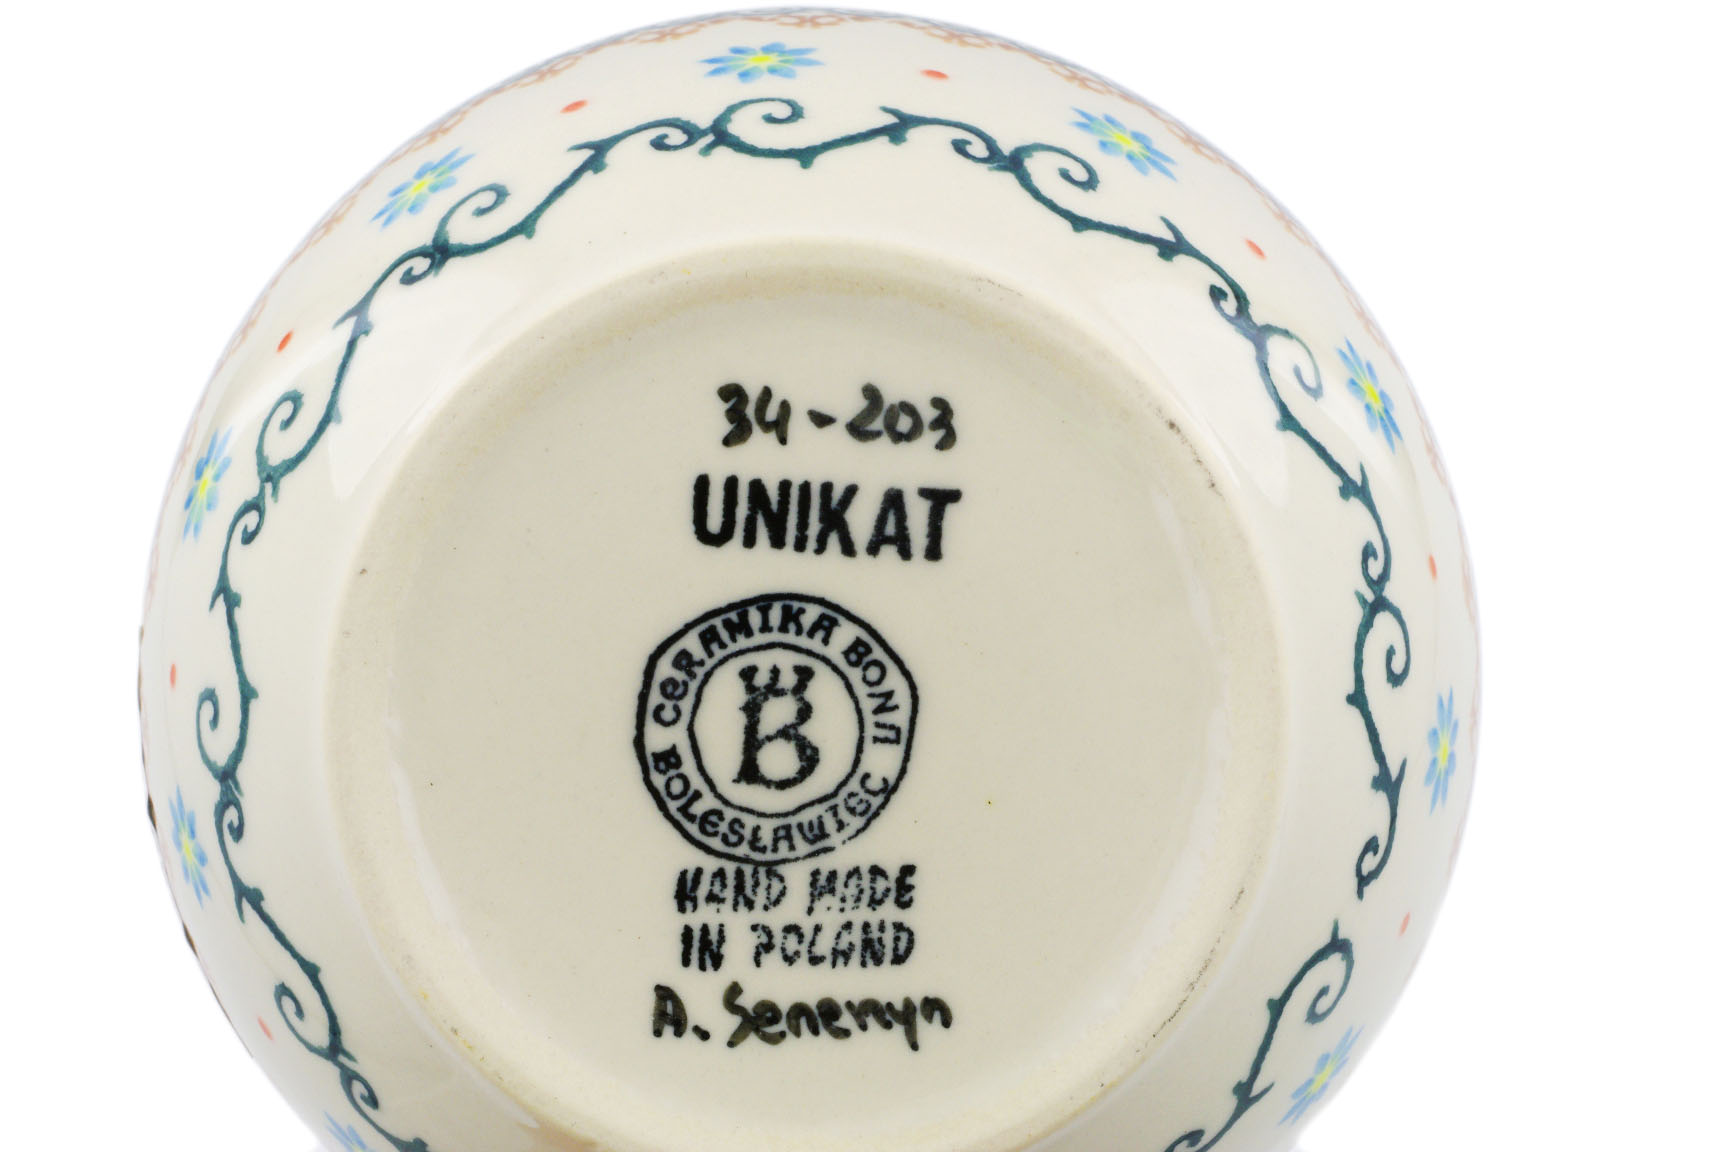 34-203
UNIKAT
CERAMIKA BONA
B
BOLESŁAWIEC
HAND MADE
IN POLAND
A. Senenyn